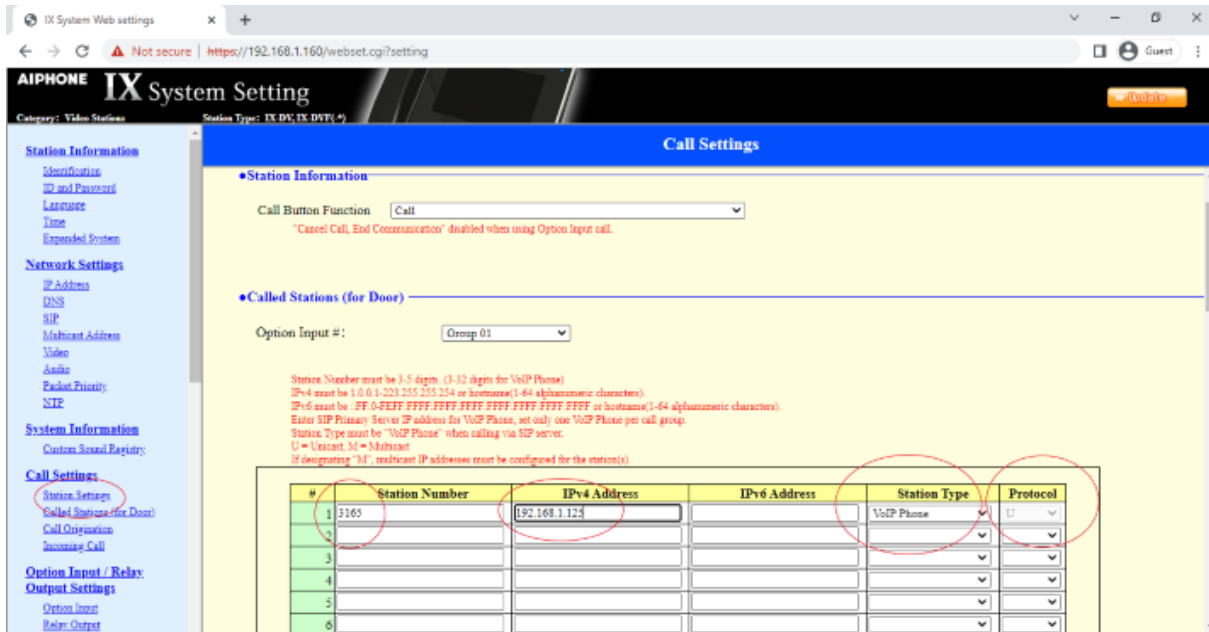 IX System Web settings
Not secure | https://192.168.1.160/webset.cgi?setting
Guest
AIPHONE IX System Setting
Update
Category: Video Stations Station Type: IX-DV, IX-DVF(-*)
Call Settings
Station Information
Identification
ID and Password
Language
Time
Expanded System
Network Settings
IP Address
DNS
SIP
Multicast Address
Video
Audio
Packet Priority
NTP
System Information
Custom Sound Registry
Call Settings
Station Settings
Called Stations (for Door)
Call Origination
Incoming Call
Option Input / Relay
Output Settings
Option Input
Relay Output
•Station Information
Call Button Function Call
"Cancel Call, End Communication" disabled when using Option Input call.
•Called Stations (for Door)
Option Input #: Group 01
Station Number must be 3-5 digits. (3-32 digits for VoIP Phone)
IPv4 must be 1.0.0.1-223.255.255.254 or hostname(1-64 alphanumeric characters).
IPv6 must be ::FF:0-FEFF:FFFF:FFFF:FFFF:FFFF:FFFF:FFFF:FFFF or hostname(1-64 alphanumeric characters).
Enter SIP Primary Server IP address for VoIP Phone, set only one VoIP Phone per call group.
Station Type must be "VoIP Phone" when calling via SIP server.
U = Unicast, M = Multicast
If designating "M", multicast IP addresses must be configured for the station(s).
# Station Number IPv4 Address IPv6 Address Station Type Protocol
1 3165 192.168.1.125 VoIP Phone U
2
3
4
5
6